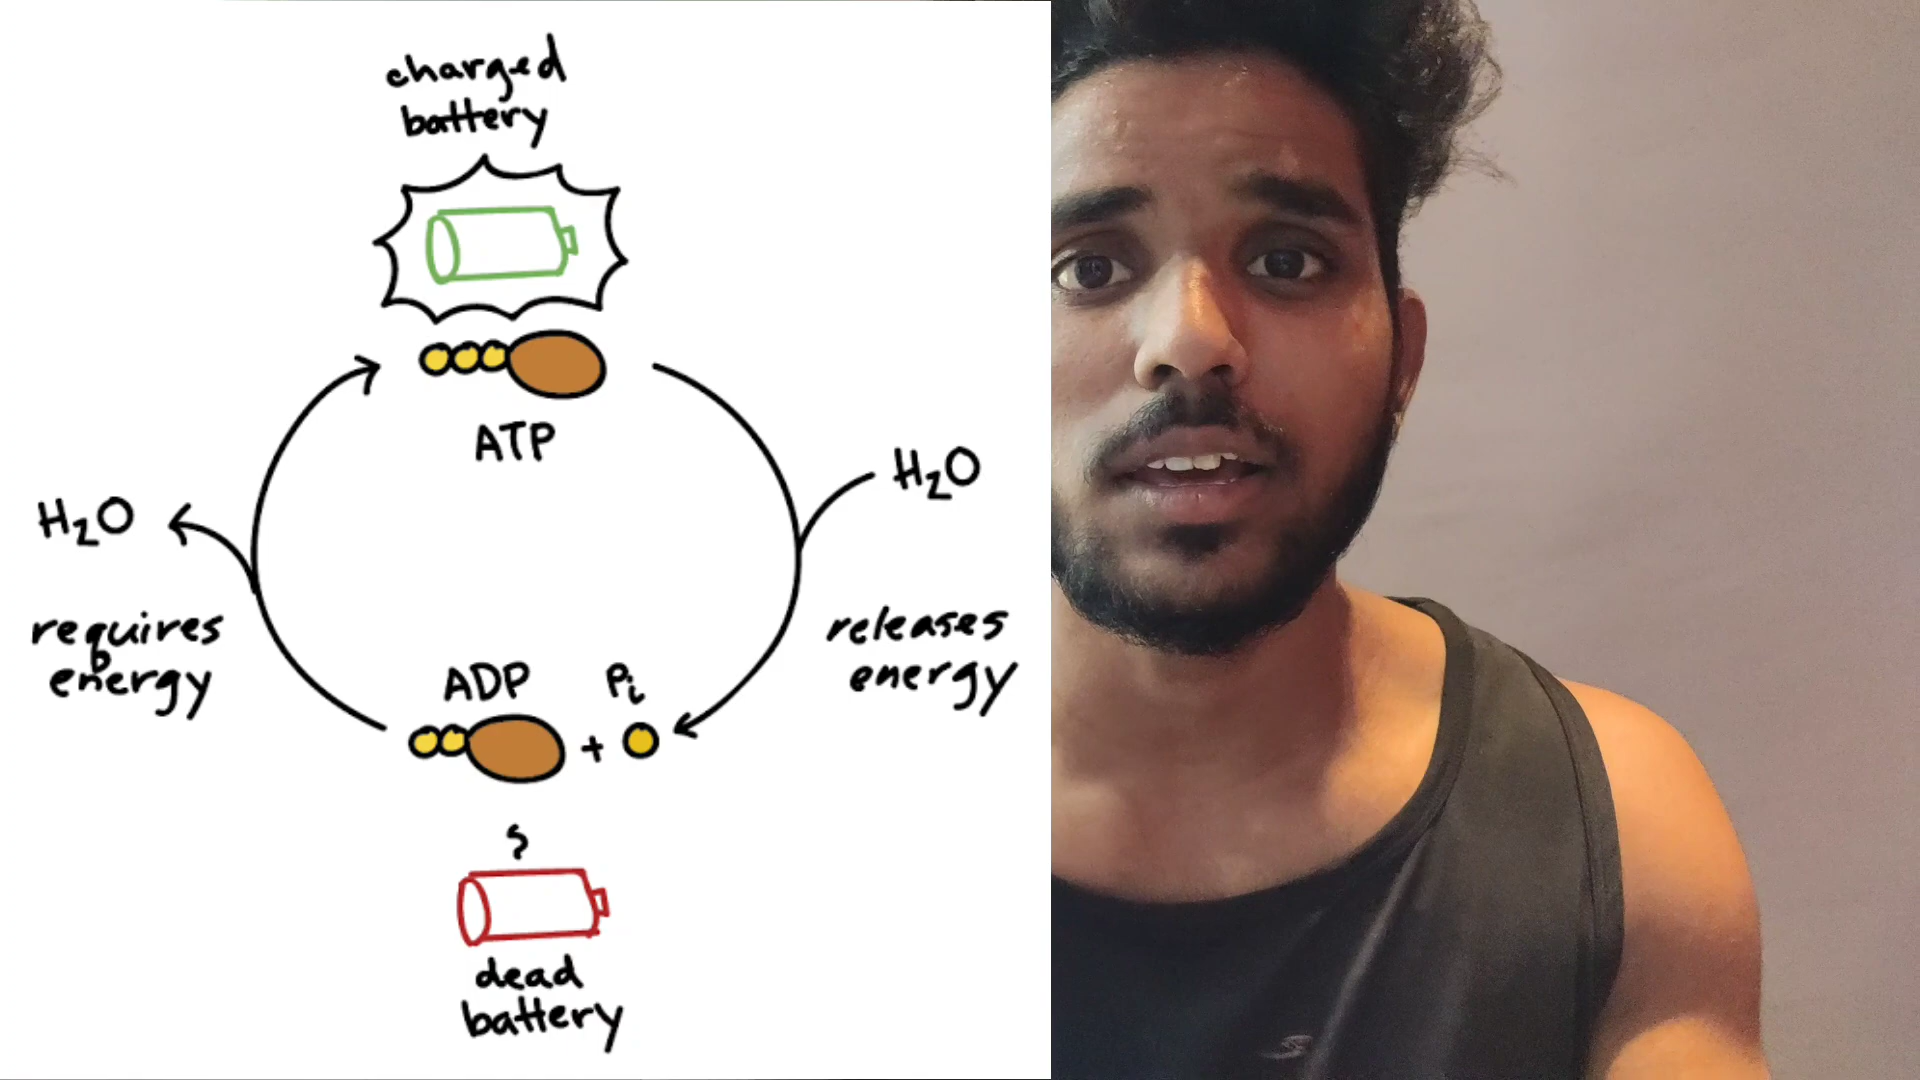 charged
battery
ATP
H₂O
H₂O
requires
energy
releases
energy
ADP
Pᵢ
+
dead
battery